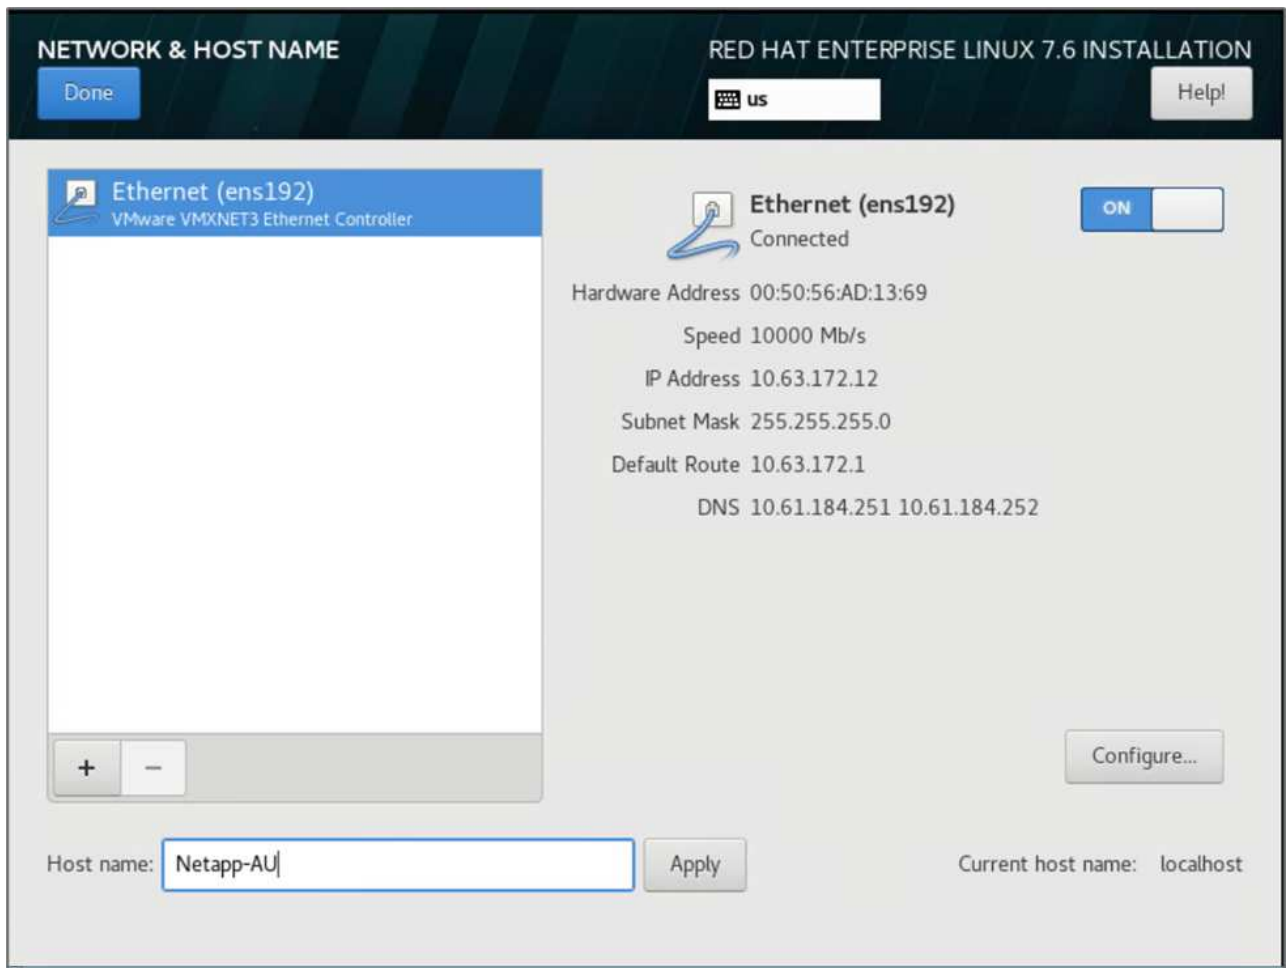 NETWORK & HOST NAME
RED HAT ENTERPRISE LINUX 7.6 INSTALLATION
Done
us
Help!
Ethernet (ens192)
VMware VMXNET3 Ethernet Controller
Ethernet (ens192)
Connected
ON
Hardware Address 00:50:56:AD:13:69
Speed 10000 Mb/s
IP Address 10.63.172.12
Subnet Mask 255.255.255.0
Default Route 10.63.172.1
DNS 10.61.184.251 10.61.184.252
+ −
Configure...
Host name: Netapp-AU
Apply
Current host name: localhost